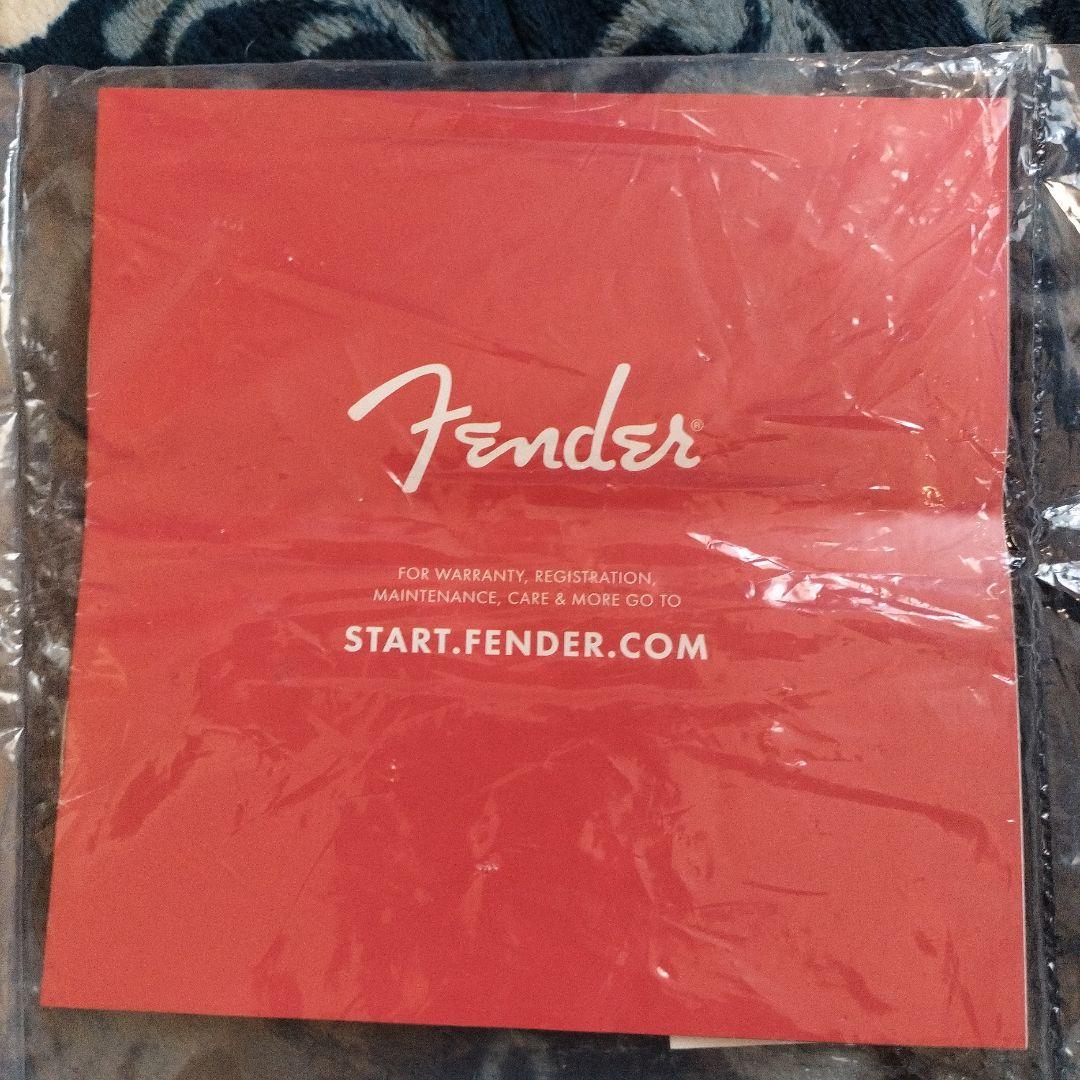 Fender®
FOR WARRANTY, REGISTRATION,
MAINTENANCE, CARE & MORE GO TO
START.FENDER.COM